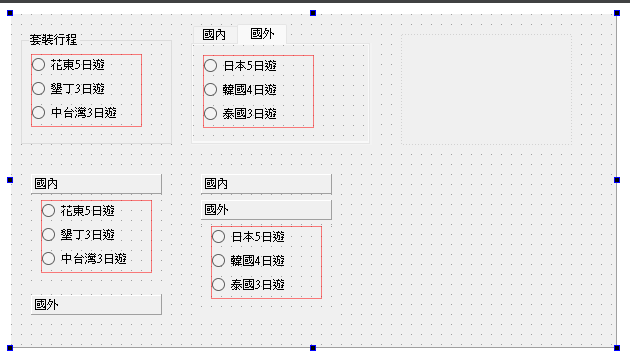 套裝行程
花東5日遊
墾丁3日遊
中台灣3日遊
國內 國外
日本5日遊
韓國4日遊
泰國3日遊
國內
花東5日遊
墾丁3日遊
中台灣3日遊
國外
國內
國外
日本5日遊
韓國4日遊
泰國3日遊